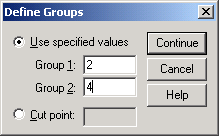 Define Groups
Use specified values
Continue
Group 1: 2
Cancel
Group 2: 4
Help
Cut point: